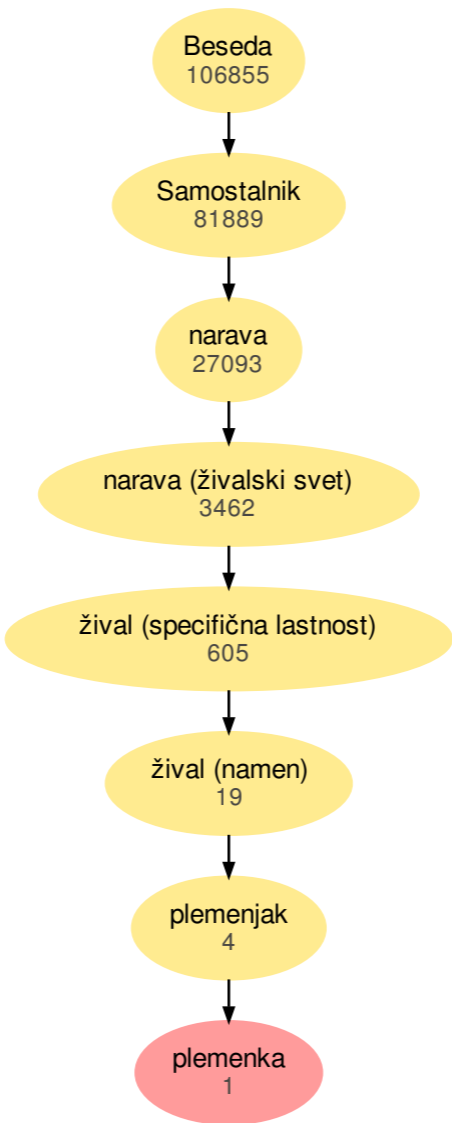 Beseda
106855
Samostalnik
81889
narava
27093
narava (živalski svet)
3462
žival (specifična lastnost)
605
žival (namen)
19
plemenjak
4
plemenka
1